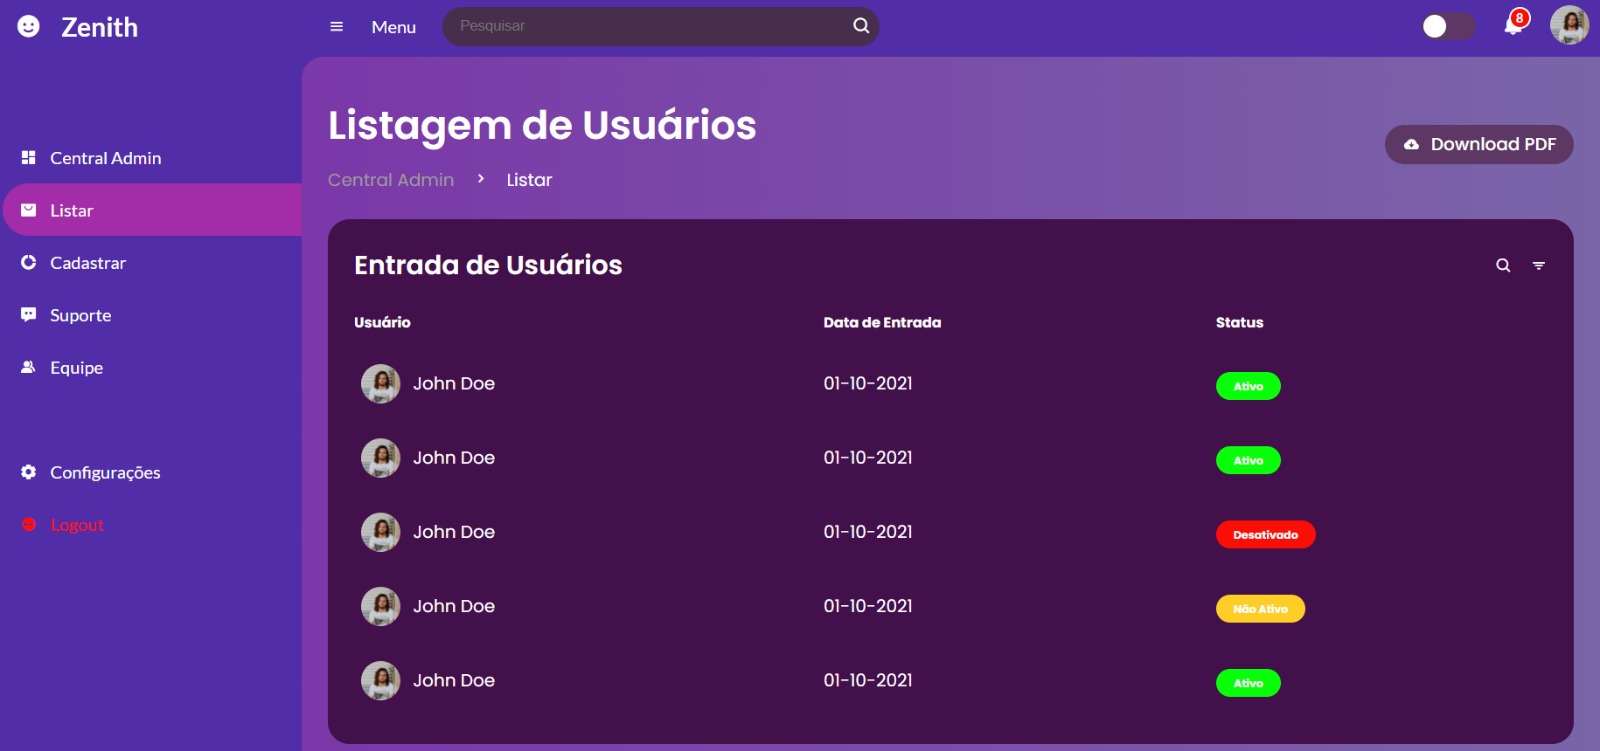 Zenith
Menu
Pesquisar
8
Central Admin
Listar
Cadastrar
Suporte
Equipe
Configurações
Logout
Listagem de Usuários
Central Admin > Listar
Download PDF
Entrada de Usuários
Usuário Data de Entrada Status
John Doe 01-10-2021 Ativo
John Doe 01-10-2021 Ativo
John Doe 01-10-2021 Desativado
John Doe 01-10-2021 Não Ativo
John Doe 01-10-2021 Ativo